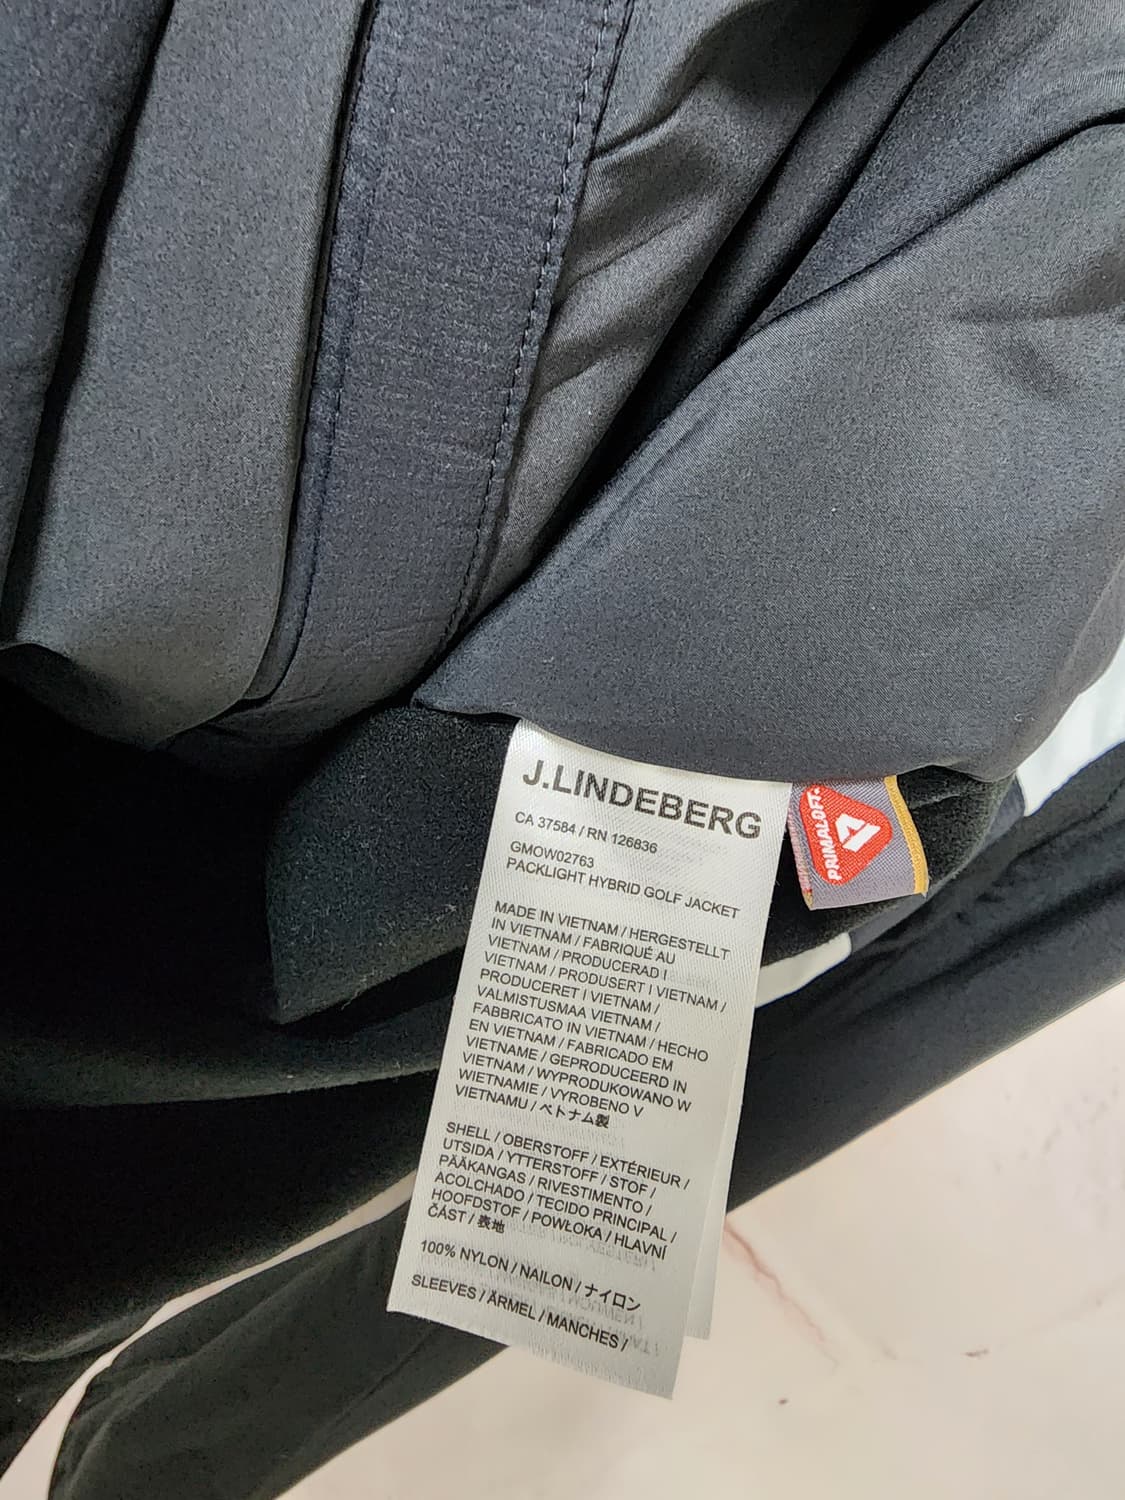 J.LINDEBERG
CA 37584 / RN 126836
GMOW02763
PACKLIGHT HYBRID GOLF JACKET
MADE IN VIETNAM / HERGESTELLT
IN VIETNAM / FABRIQUÉ AU
VIETNAM / PRODUCERAD I
VIETNAM / PRODUSERT I VIETNAM /
PRODUCERET I VIETNAM /
VALMISTUSMAA VIETNAM /
FABBRICATO IN VIETNAM / HECHO
EN VIETNAM / FABRICADO EM
VIETNAME / GEPRODUCEERD IN
VIETNAM / WYPRODUKOWANO W
WIETNAMIE / VYROBENO V
VIETNAMU / ベトナム製
SHELL / OBERSTOFF / EXTÉRIEUR /
UTSIDA / YTTERSTOFF / STOF /
PÄÄKANGAS / RIVESTIMENTO /
ACOLCHADO / TECIDO PRINCIPAL /
HOOFDSTOF / POWŁOKA / HLAVNÍ
ČÁST / 表地
100% NYLON / NAILON / ナイロン
SLEEVES / ÄRMEL / MANCHES /
PRIMALOFT